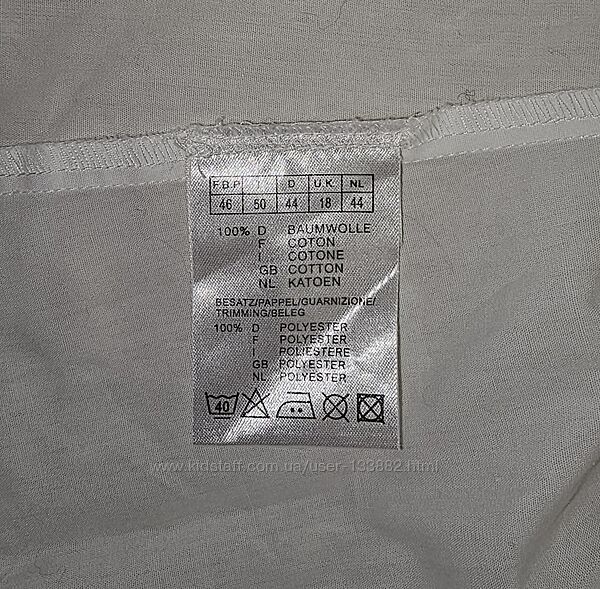 F.B.P. I D U.K. NL
46 50 44 18 44
100% D BAUMWOLLE
F COTON
I COTONE
GB COTTON
NL KATOEN
BESATZ/PAPPEL/GUARNIZIONE/
TRIMMING/BELEG
100% D POLYESTER
F POLYESTER
I POLIESTERE
GB POLYESTER
NL POLYESTER
40
www.kidstaff.com.ua/user-133882.html